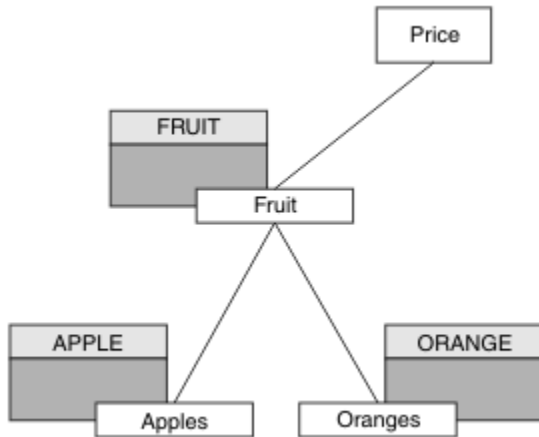 Price
FRUIT
Fruit
APPLE
ORANGE
Apples
Oranges